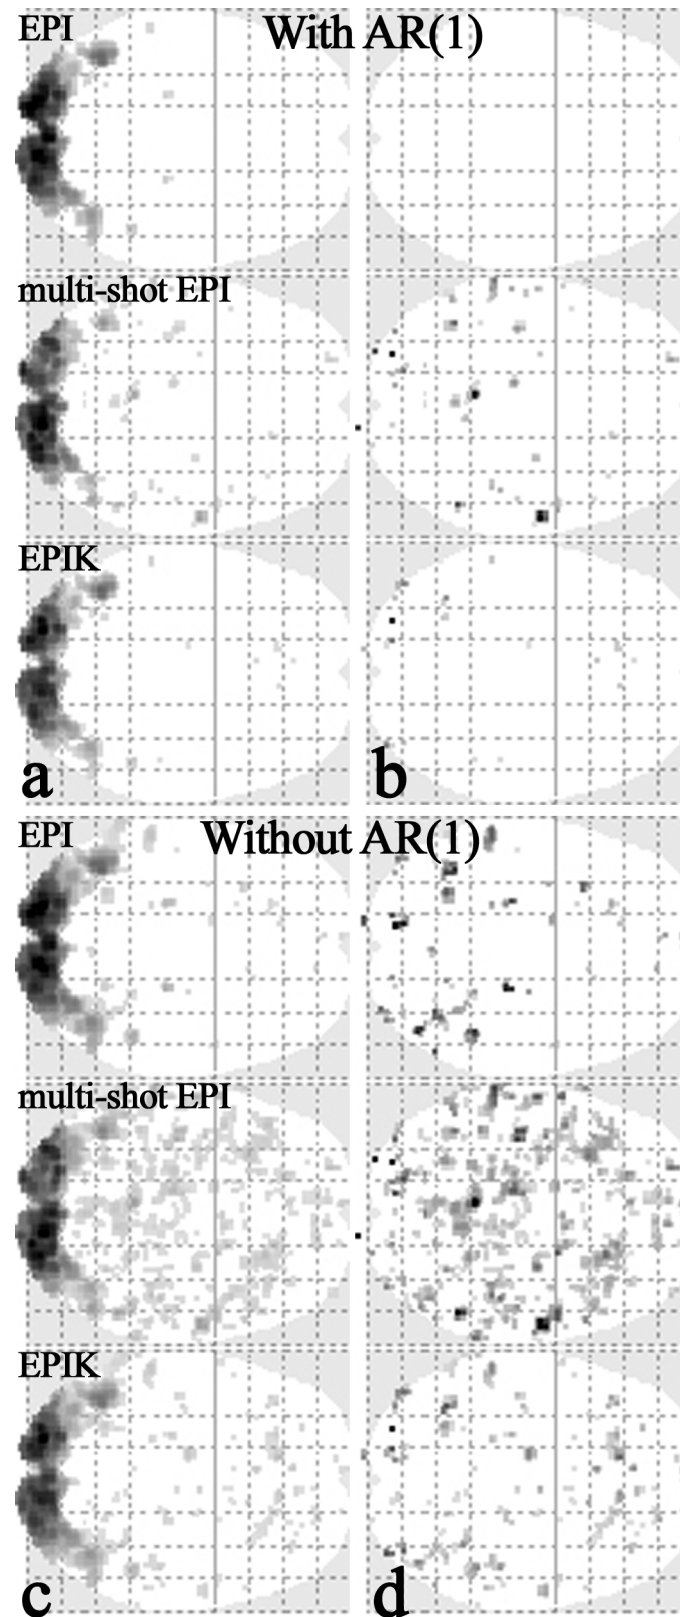 EPI
With AR(1)
multi-shot EPI
EPIK
a
b
EPI
Without AR(1)
multi-shot EPI
EPIK
c
d